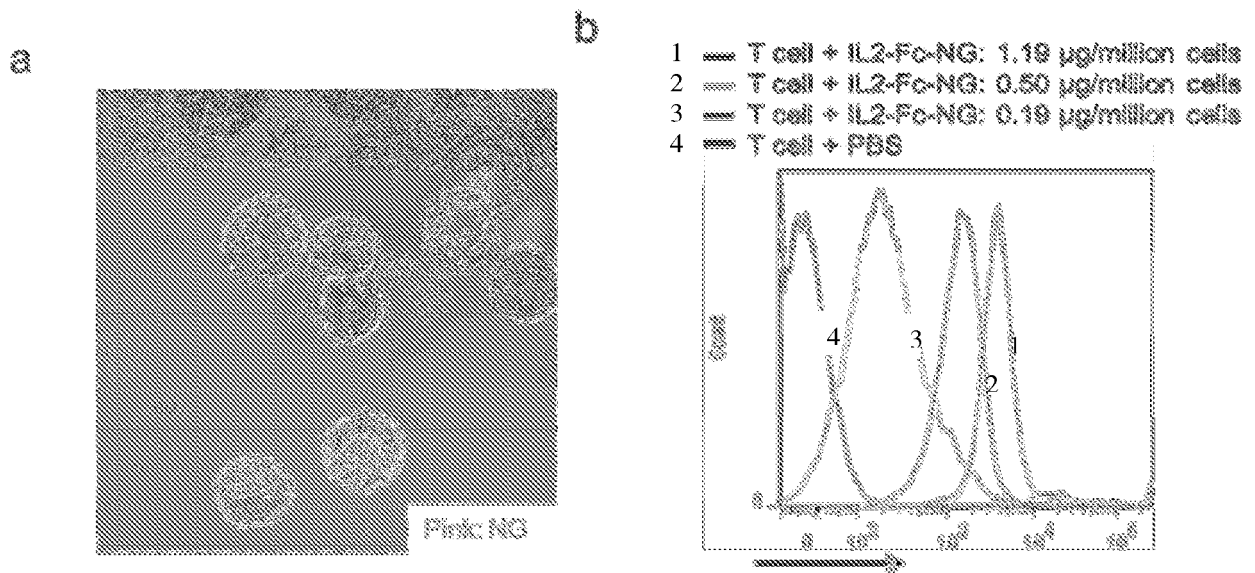 a
Pink: NG
b
1 T cell + IL2-Fc-NG: 1.19 µg/million cells
2 T cell + IL2-Fc-NG: 0.50 µg/million cells
3 T cell + IL2-Fc-NG: 0.19 µg/million cells
4 T cell + PBS
4
3
1
2
0
0